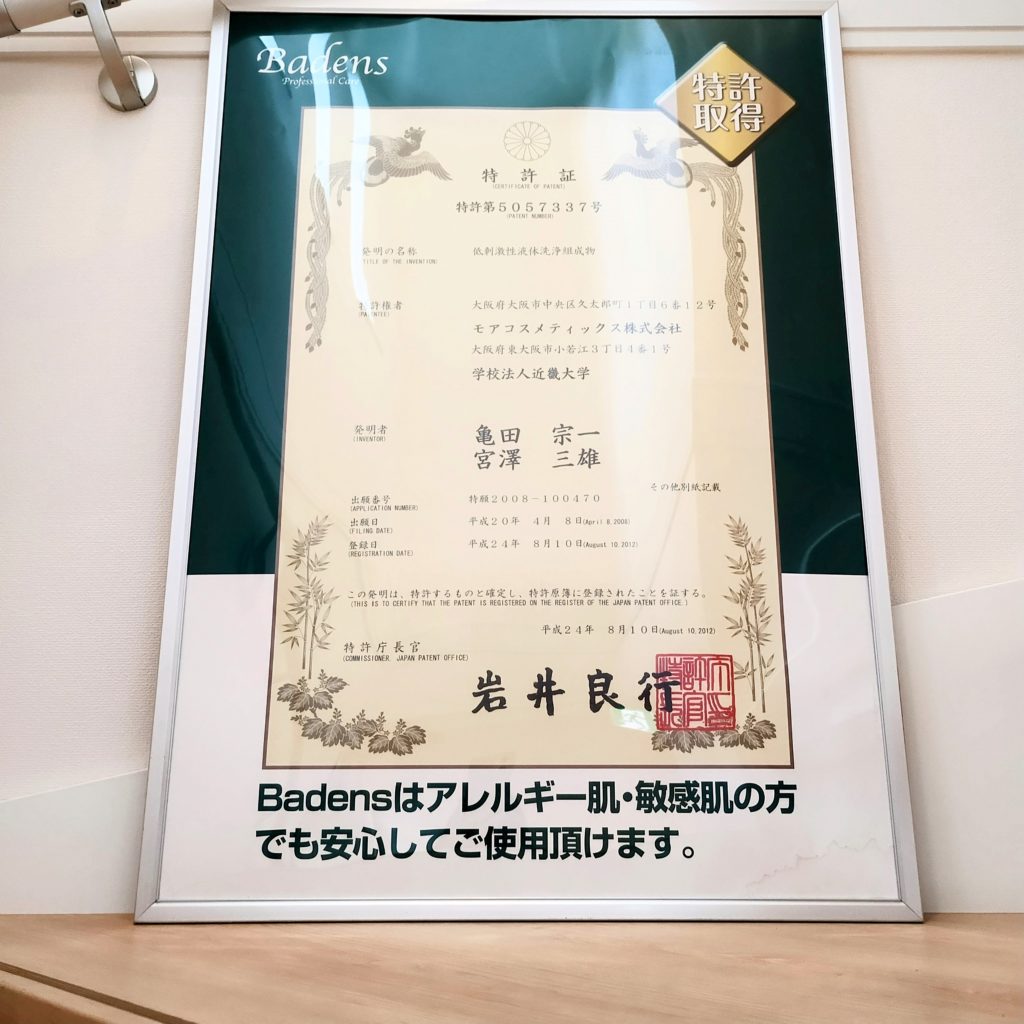 Badens
Professional Care
特許
取得
特許証
(CERTIFICATE OF PATENT)
特許第5057337号
(PATENT NUMBER)
発明の名称
(TITLE OF THE INVENTION)
低刺激性液体洗浄組成物
特許権者
(PATENTEE)
大阪府大阪市中央区久太郎町1丁目6番12号
モアコスメティックス株式会社
大阪府東大阪市小若江3丁目4番1号
学校法人近畿大学
発明者
(INVENTOR)
亀田 宗一
宮澤 三雄
その他別紙記載
出願番号
(APPLICATION NUMBER)
特願2008-100470
出願日
(FILING DATE)
平成20年 4月 8日(April 8,2008)
登録日
(REGISTRATION DATE)
平成24年 8月10日(August 10,2012)
この発明は、特許するものと確定し、特許原簿に登録されたことを証する。
(THIS IS TO CERTIFY THAT THE PATENT IS REGISTERED ON THE REGISTER OF THE JAPAN PATENT OFFICE.)
平成24年 8月10日(August 10,2012)
特許庁長官
(COMMISSIONER, JAPAN PATENT OFFICE)
岩井良行
Badensはアレルギー肌・敏感肌の方
でも安心してご使用頂けます。